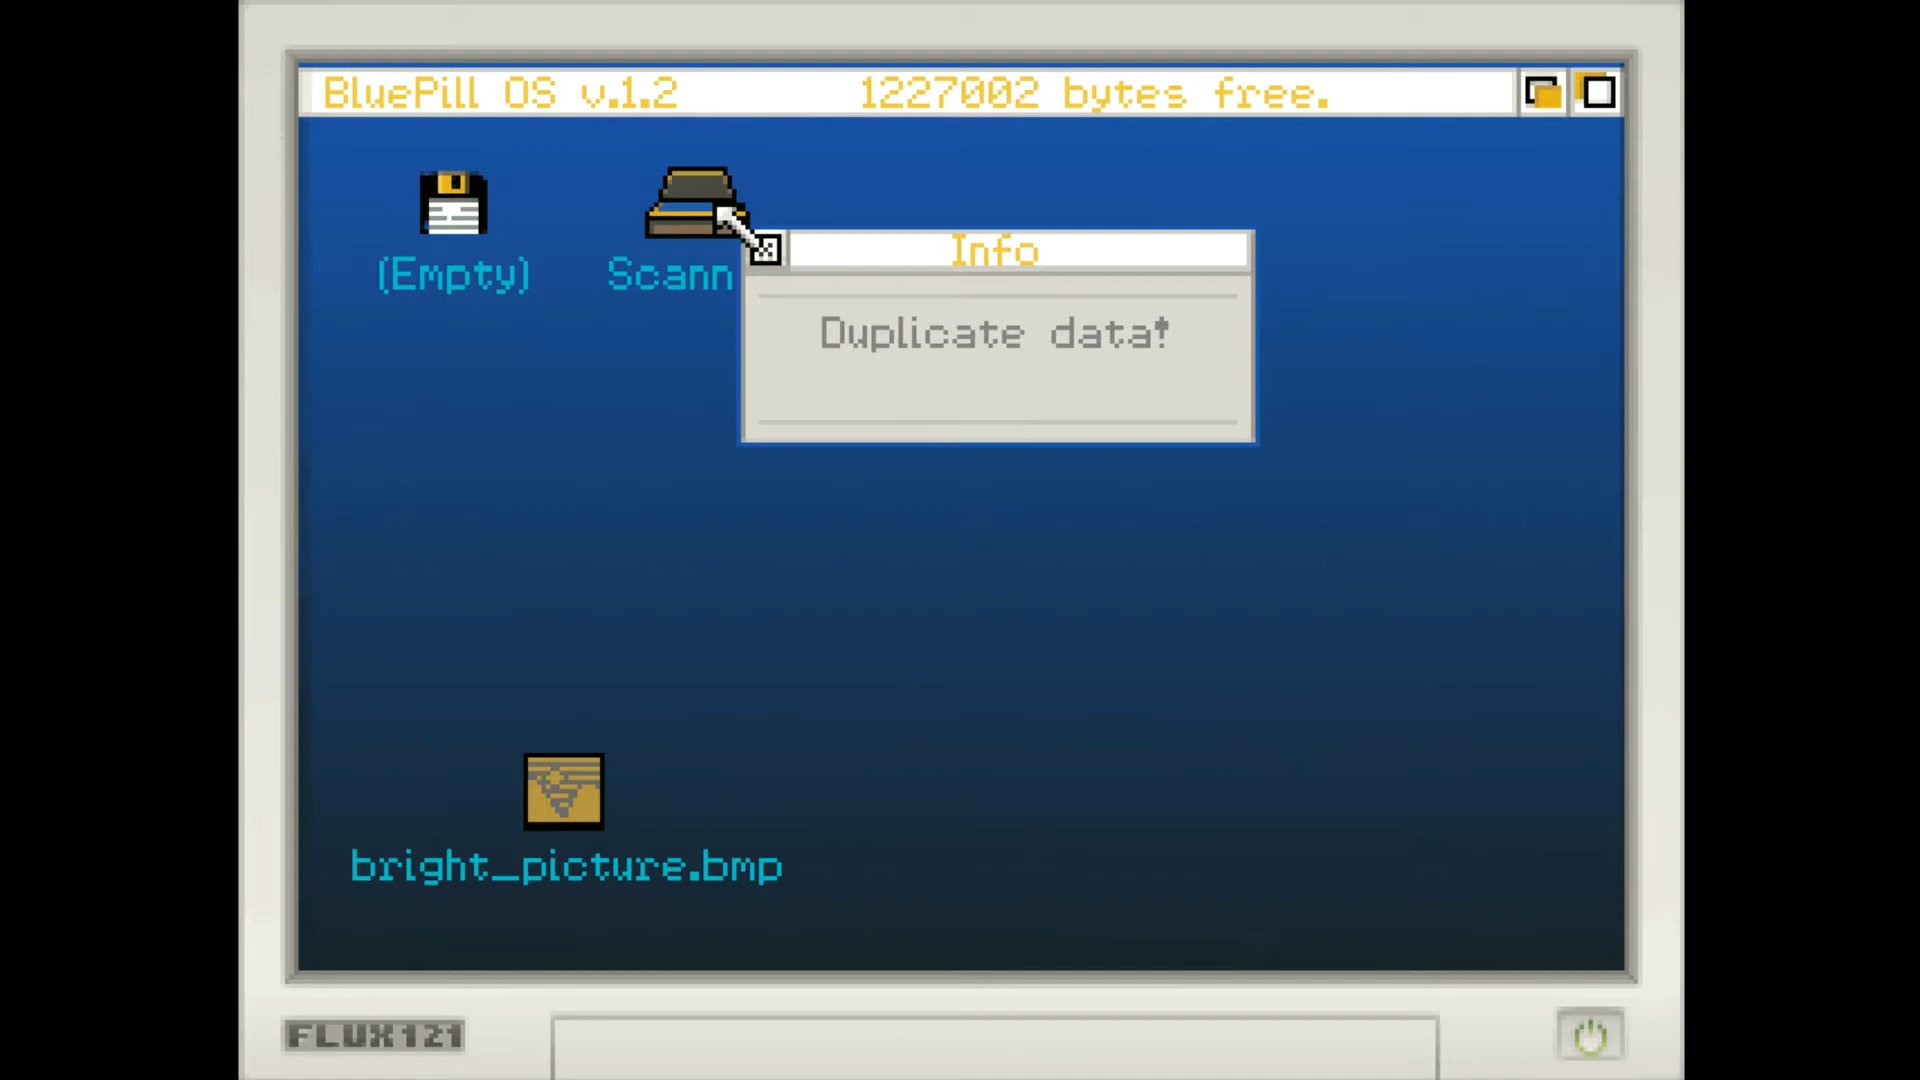 BluePill OS v.1.2 1227002 bytes free.
(Empty)
Scann
Info
Duplicate data!
bright_picture.bmp
FLUX121